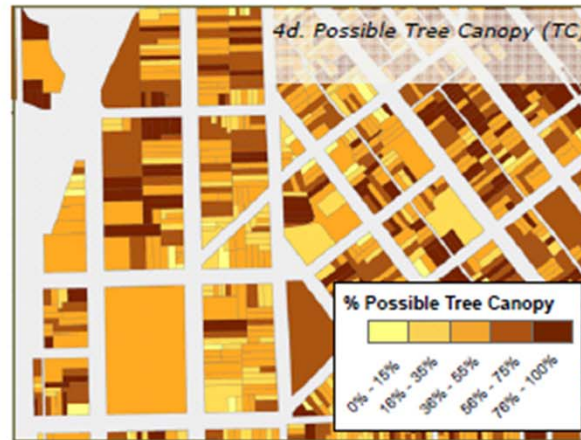 4d. Possible Tree Canopy (TC)
% Possible Tree Canopy
0% - 15%
16% - 35%
36% - 55%
56% - 75%
76% - 100%